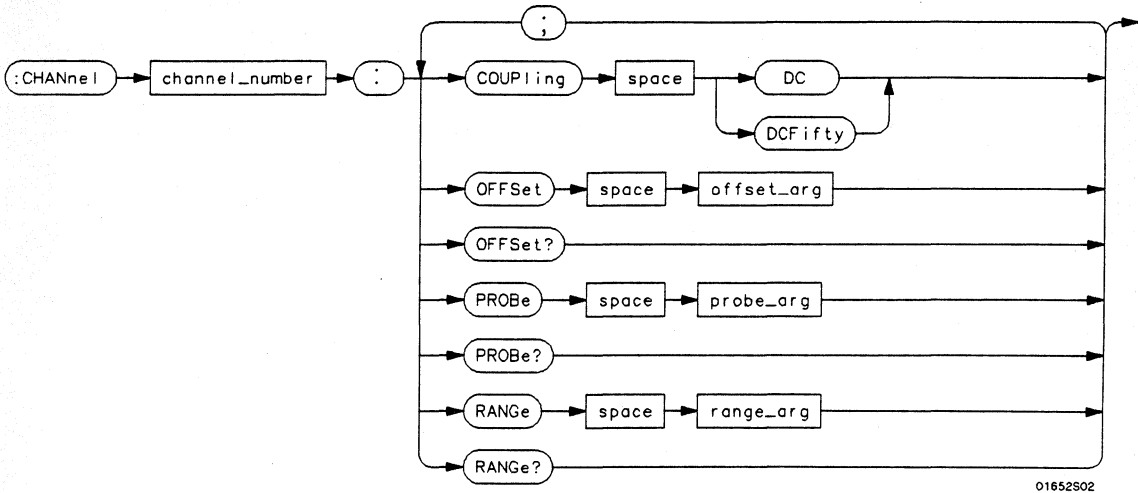 ;
:CHANnel channel_number : COUPling space DC
DCFifty
OFFSet space offset_arg
OFFSet?
PROBe space probe_arg
PROBe?
RANGe space range_arg
RANGe?
01652S02